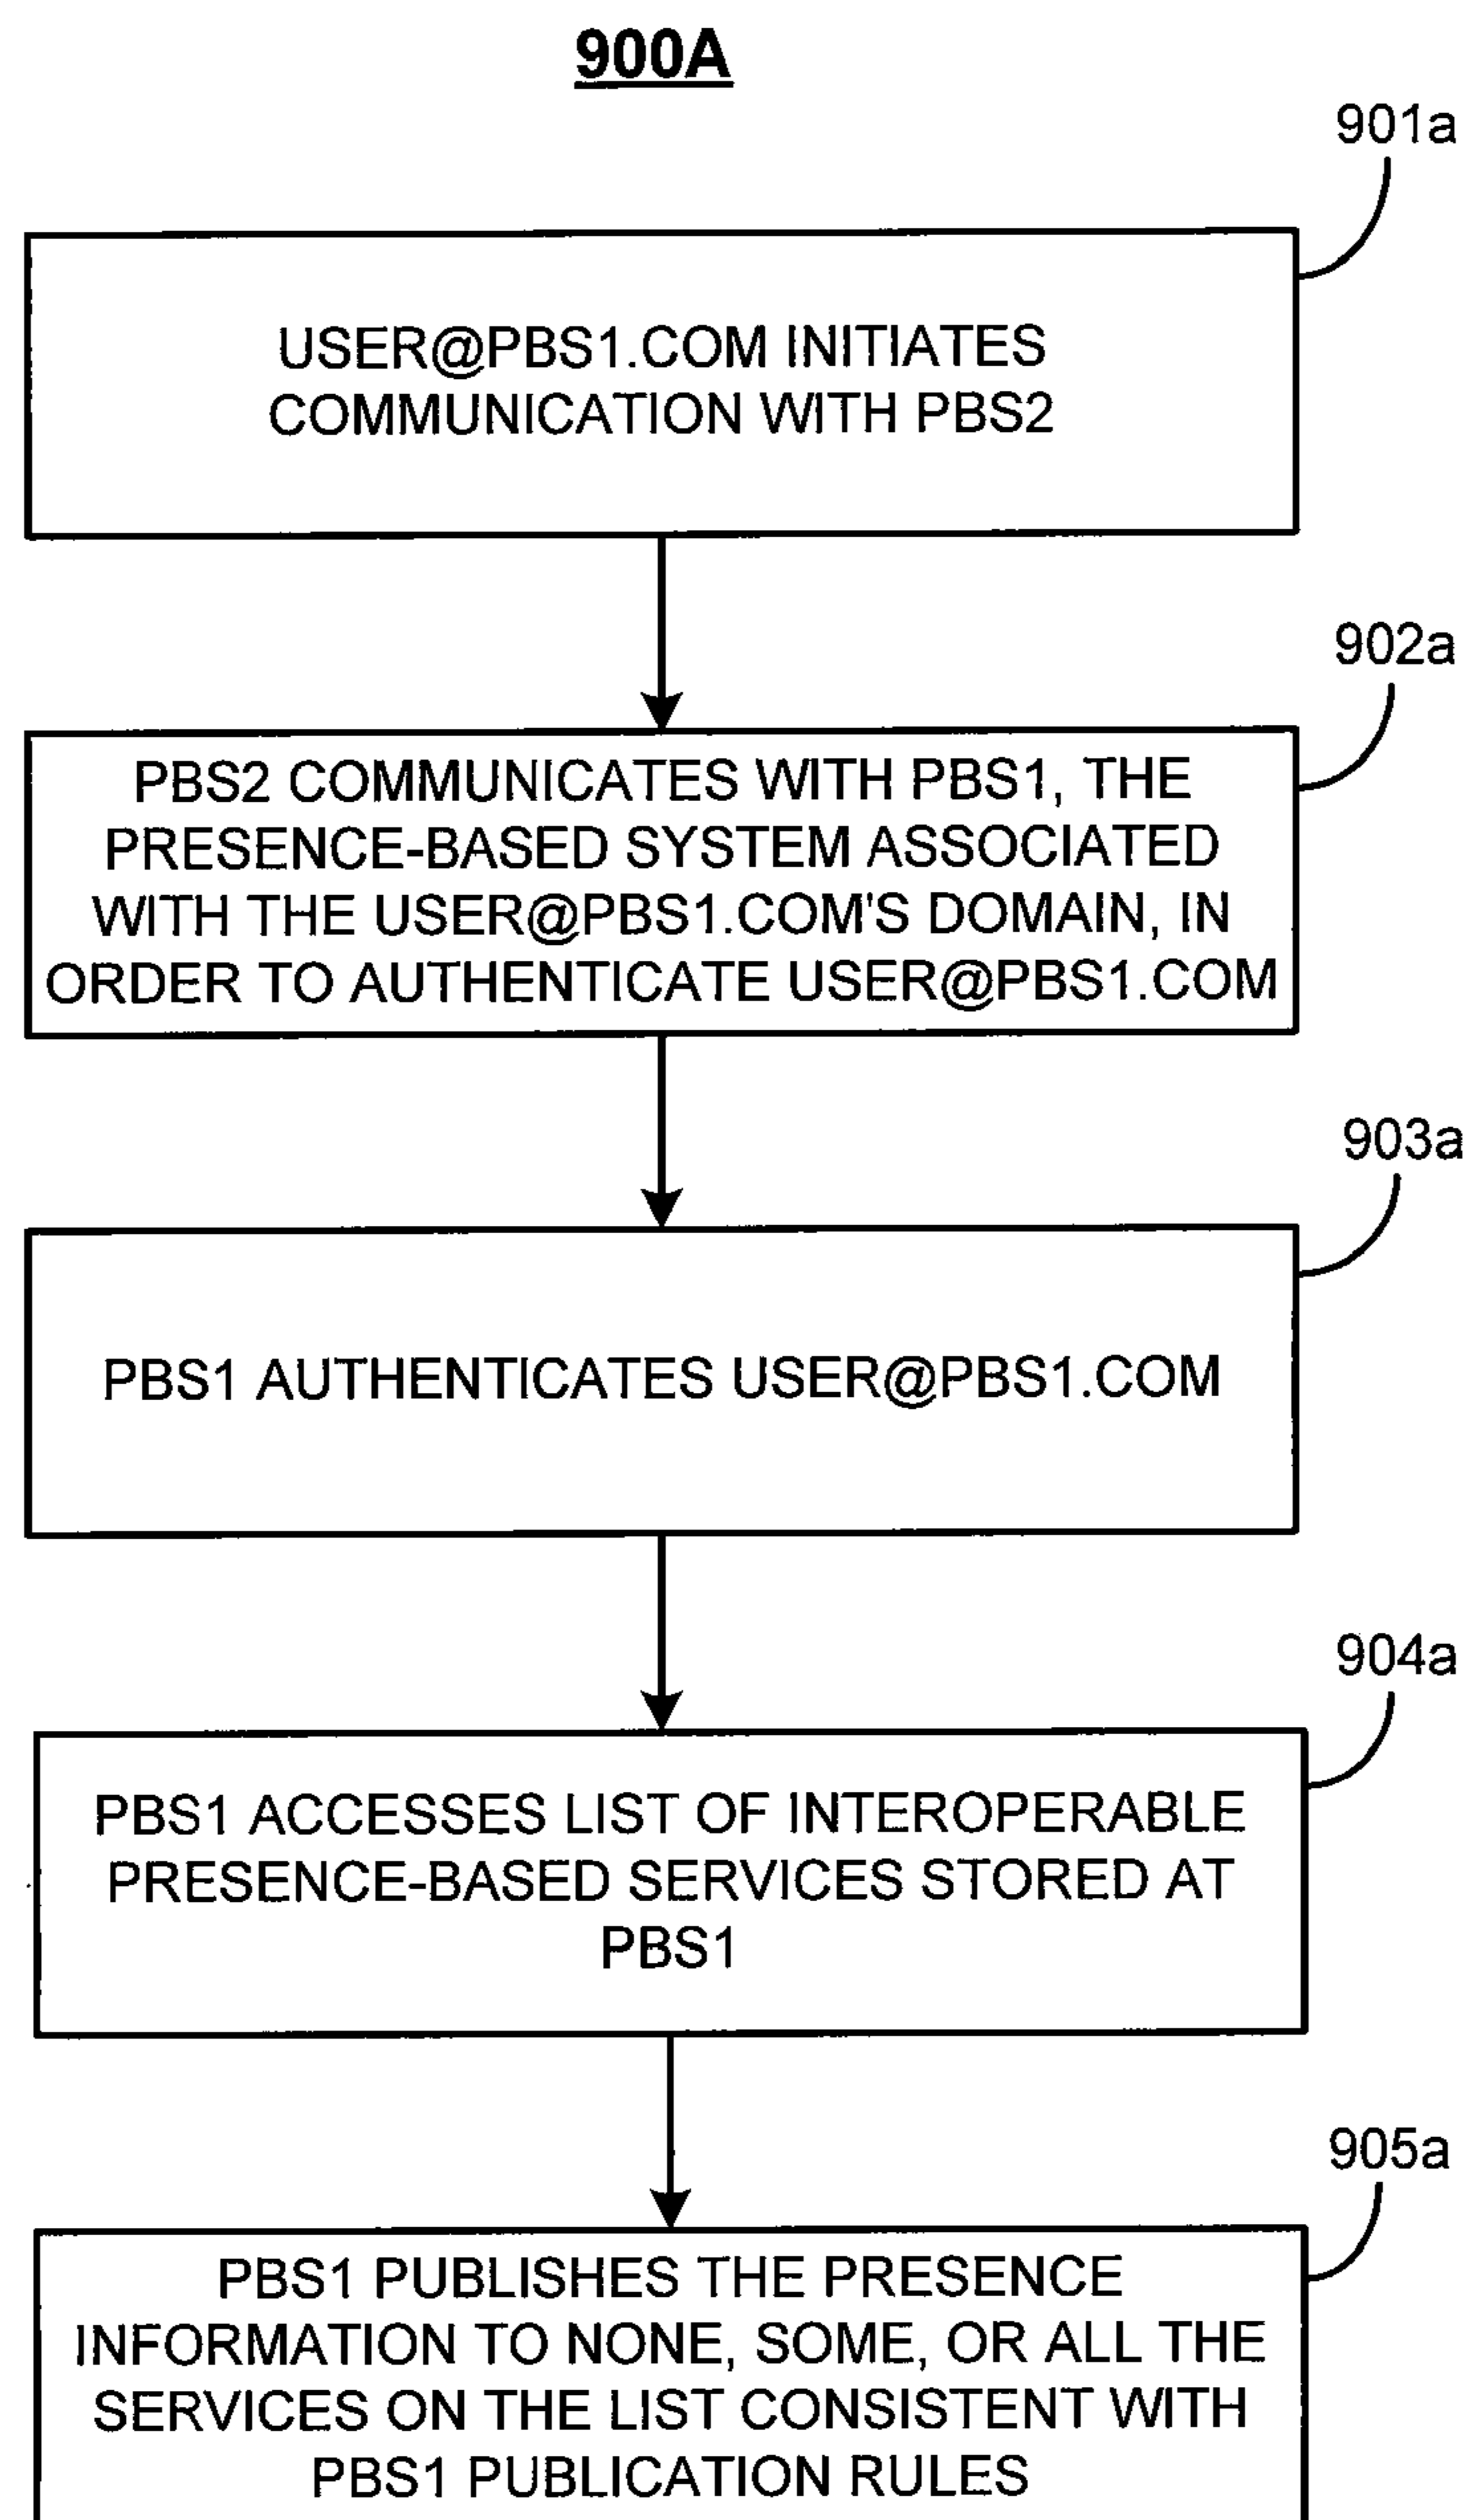 900A
901a
USER@PBS1.COM INITIATES
COMMUNICATION WITH PBS2
902a
PBS2 COMMUNICATES WITH PBS1, THE
PRESENCE-BASED SYSTEM ASSOCIATED
WITH THE USER@PBS1.COM'S DOMAIN, IN
ORDER TO AUTHENTICATE USER@PBS1.COM
903a
PBS1 AUTHENTICATES USER@PBS1.COM
904a
PBS1 ACCESSES LIST OF INTEROPERABLE
PRESENCE-BASED SERVICES STORED AT
PBS1
905a
PBS1 PUBLISHES THE PRESENCE
INFORMATION TO NONE, SOME, OR ALL THE
SERVICES ON THE LIST CONSISTENT WITH
PBS1 PUBLICATION RULES